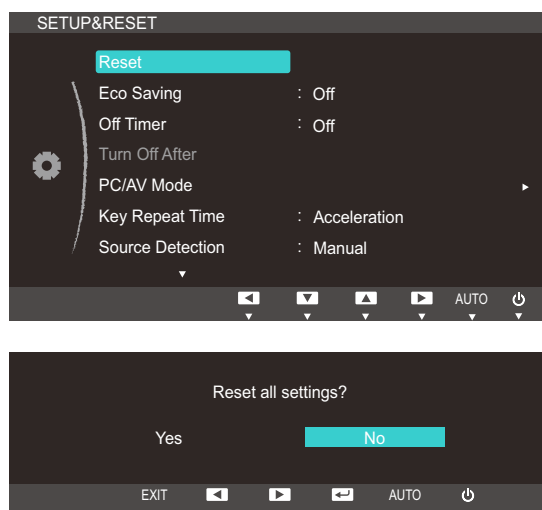 SETUP&RESET
Reset
Eco Saving : Off
Off Timer : Off
Turn Off After
PC/AV Mode
Key Repeat Time : Acceleration
Source Detection : Manual
AUTO
Reset all settings?
Yes No
EXIT AUTO